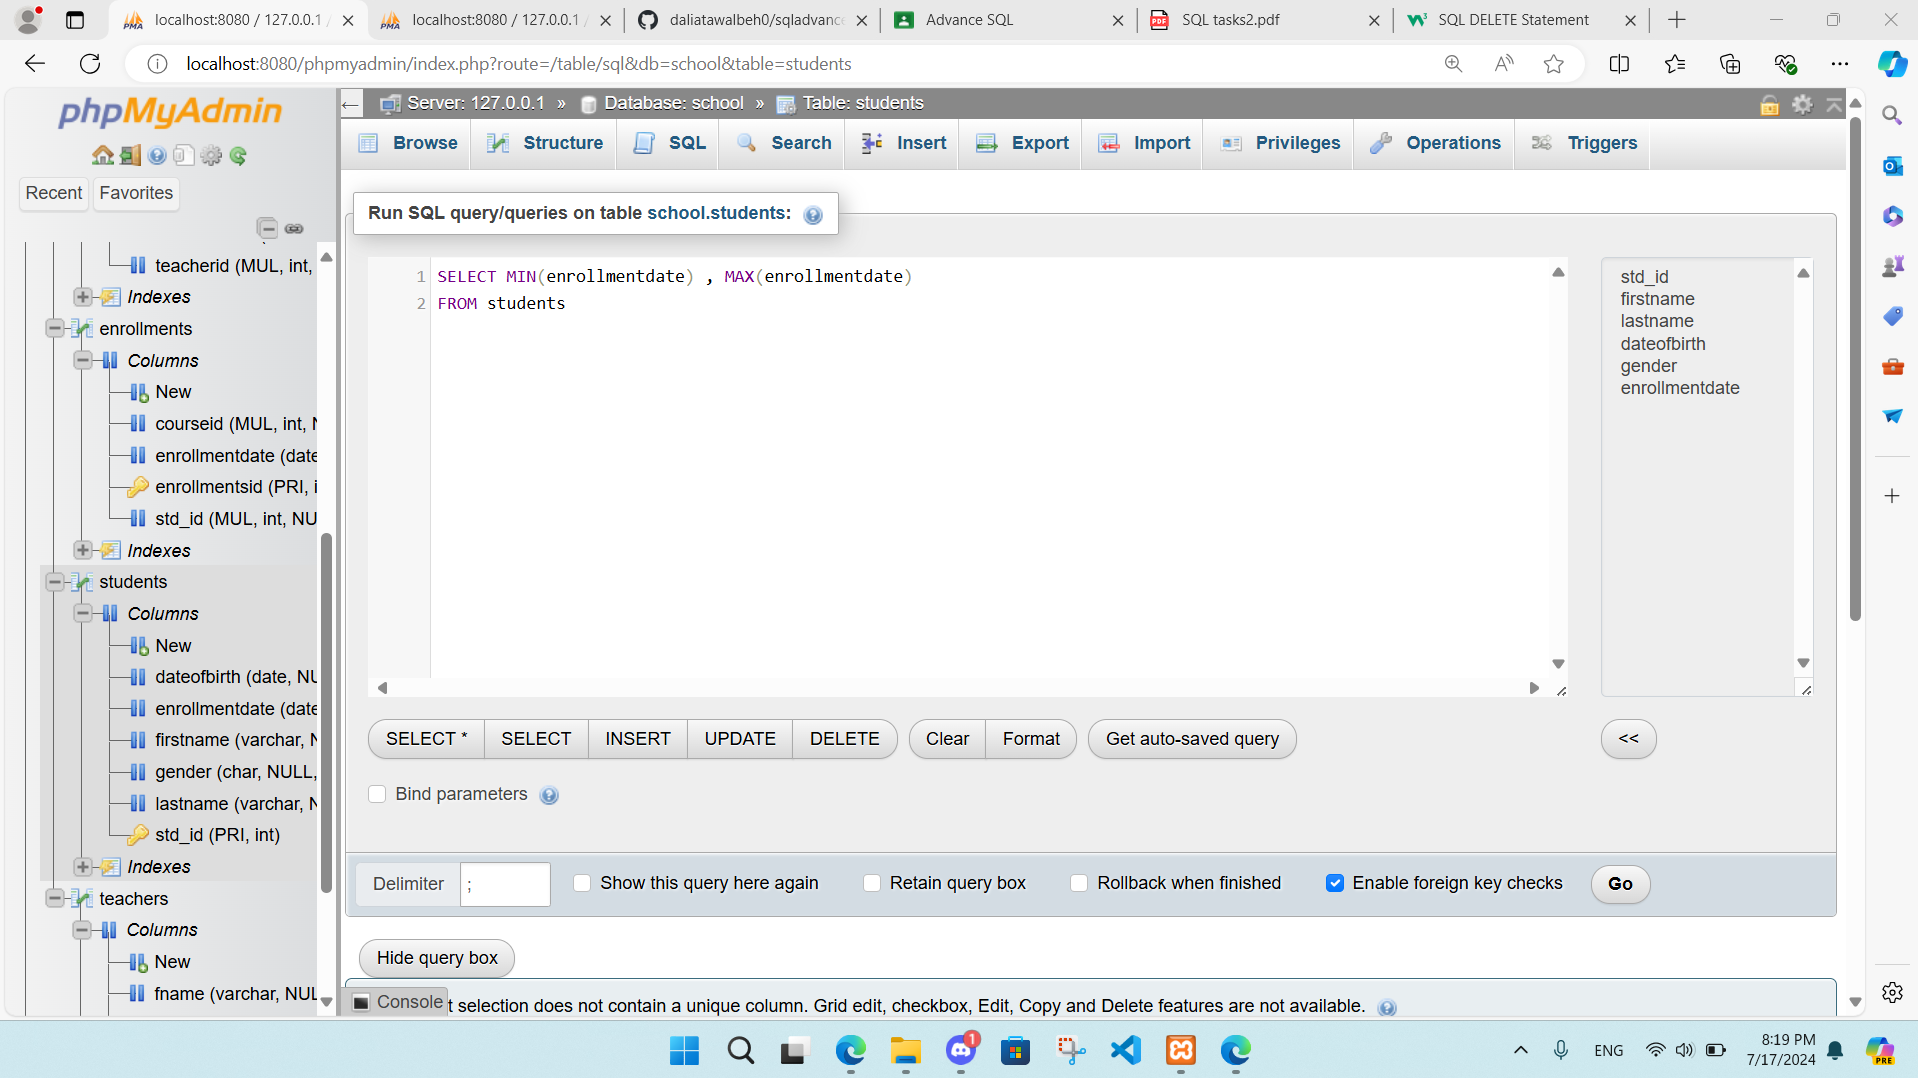 localhost:8080 / 127.0.0.1 /
localhost:8080 / 127.0.0.1 /
daliatawalbeh0/sqladvance
Advance SQL
SQL tasks2.pdf
SQL DELETE Statement
localhost:8080/phpmyadmin/index.php?route=/table/sql&db=school&table=students
phpMyAdmin
Recent
Favorites
teacherid (MUL, int,
Indexes
enrollments
Columns
New
courseid (MUL, int, N
enrollmentdate (date
enrollmentsid (PRI, i
std_id (MUL, int, NU
Indexes
students
Columns
New
dateofbirth (date, NU
enrollmentdate (date
firstname (varchar, N
gender (char, NULL,
lastname (varchar, N
std_id (PRI, int)
Indexes
teachers
Columns
New
fname (varchar, NUL
Server: 127.0.0.1 » Database: school » Table: students
Browse
Structure
SQL
Search
Insert
Export
Import
Privileges
Operations
Triggers
Run SQL query/queries on table school.students:
1 SELECT MIN(enrollmentdate) , MAX(enrollmentdate)
2 FROM students
std_id
firstname
lastname
dateofbirth
gender
enrollmentdate
SELECT *
SELECT
INSERT
UPDATE
DELETE
Clear
Format
Get auto-saved query
<<
Bind parameters
Delimiter
;
Show this query here again
Retain query box
Rollback when finished
Enable foreign key checks
Go
Hide query box
Console
t selection does not contain a unique column. Grid edit, checkbox, Edit, Copy and Delete features are not available.
1
ENG
8:19 PM
7/17/2024
PRE